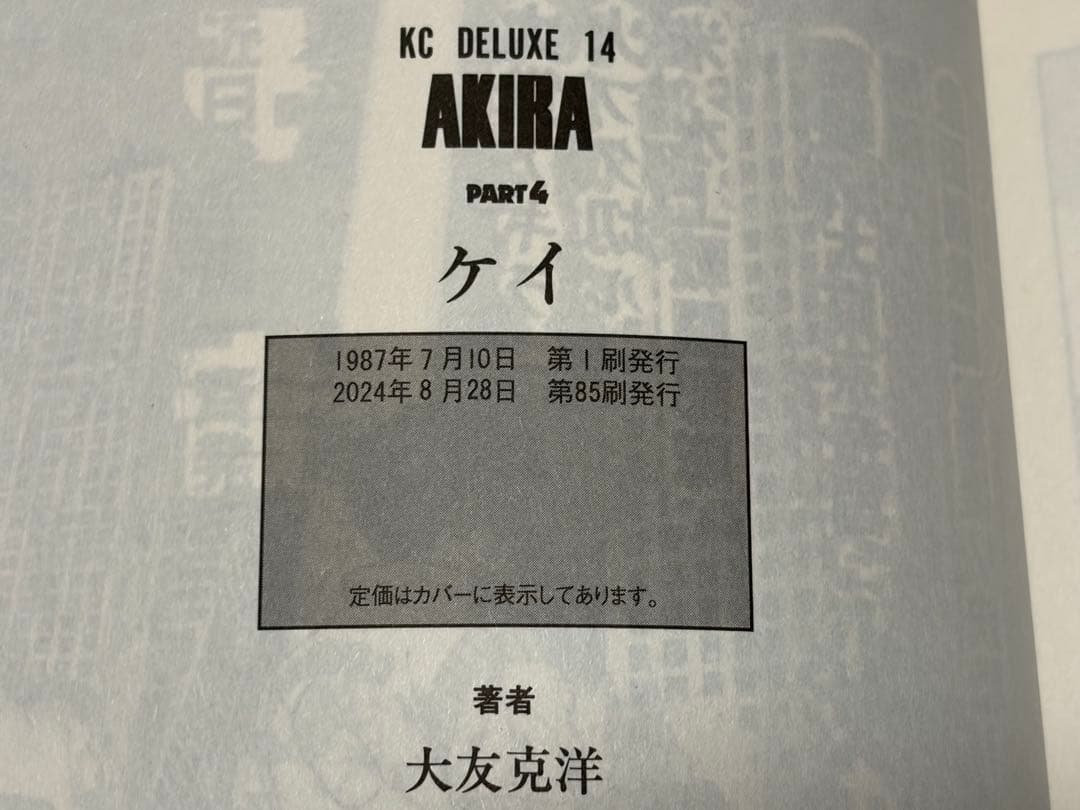 KC DELUXE 14
AKIRA
PART4
ケイ
1987年7月10日　第1刷発行
2024年8月28日　第85刷発行
定価はカバーに表示してあります。
著者
大友克洋